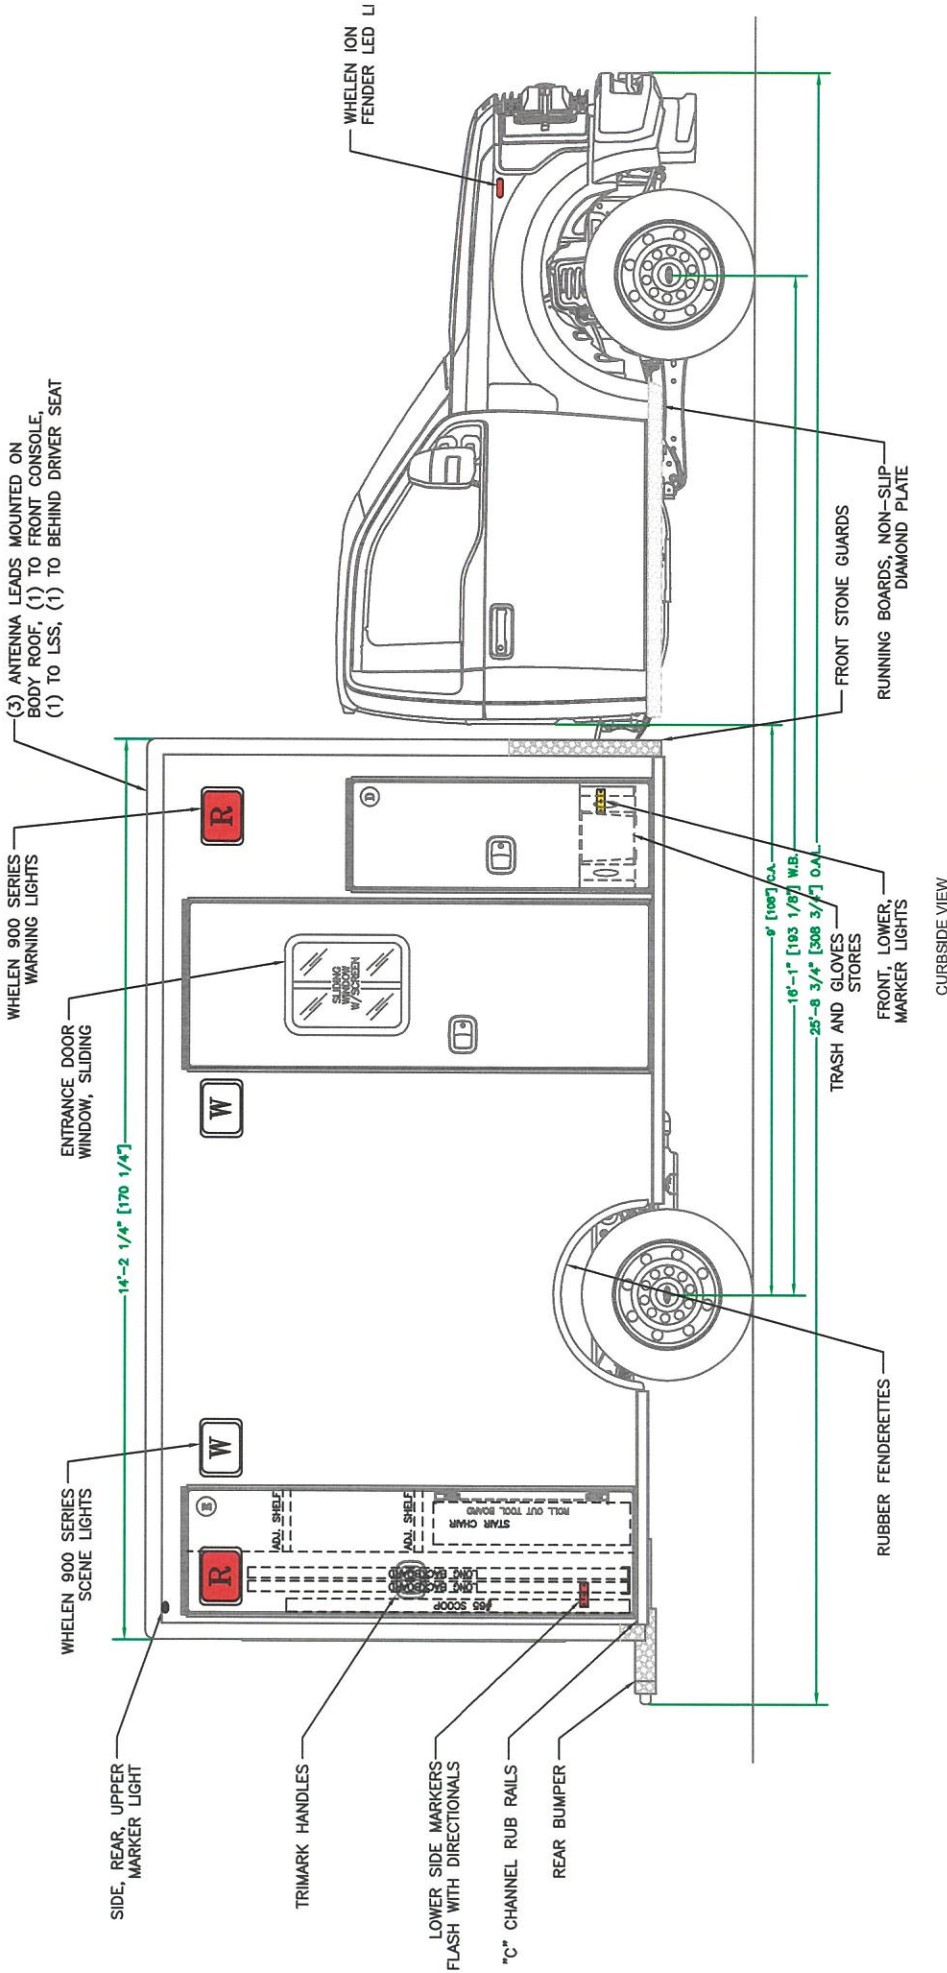 (3) ANTENNA LEADS MOUNTED ON
BODY ROOF, (1) TO FRONT CONSOLE,
(1) TO LSS, (1) TO BEHIND DRIVER SEAT
WHELEN 900 SERIES
WARNING LIGHTS
ENTRANCE DOOR
WINDOW, SLIDING
WHELEN 900 SERIES
SCENE LIGHTS
SIDE, REAR, UPPER
MARKER LIGHT
TRIMARK HANDLES
LOWER SIDE MARKERS
FLASH WITH DIRECTIONALS
"C" CHANNEL RUB RAILS
REAR BUMPER
WHELEN ION
FENDER LED LI
14'-2 1/4" [170 1/4"]
R
W
W
R
D
SLIDING
WINDOW
W/SCREEN
ADJ. SHELF
ADJ. SHELF
STAIR CHAIR
ROLL OUT TOOL BOARD
LONG BACKBOARD
LONG BACKBOARD
#65 SCOOP
9' [108"] C.A.
16'-1" [193 1/8"] W.B.
25'-8 3/4" [308 3/4"] O.A.L.
RUBBER FENDERETTES
TRASH AND GLOVES
STORES
FRONT, LOWER,
MARKER LIGHTS
FRONT STONE GUARDS
RUNNING BOARDS, NON-SLIP
DIAMOND PLATE
CURBSIDE VIEW